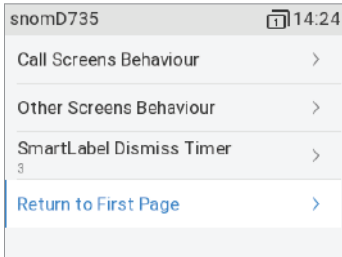 snomD735 1 14:24
Call Screens Behaviour
Other Screens Behaviour
SmartLabel Dismiss Timer
3
Return to First Page